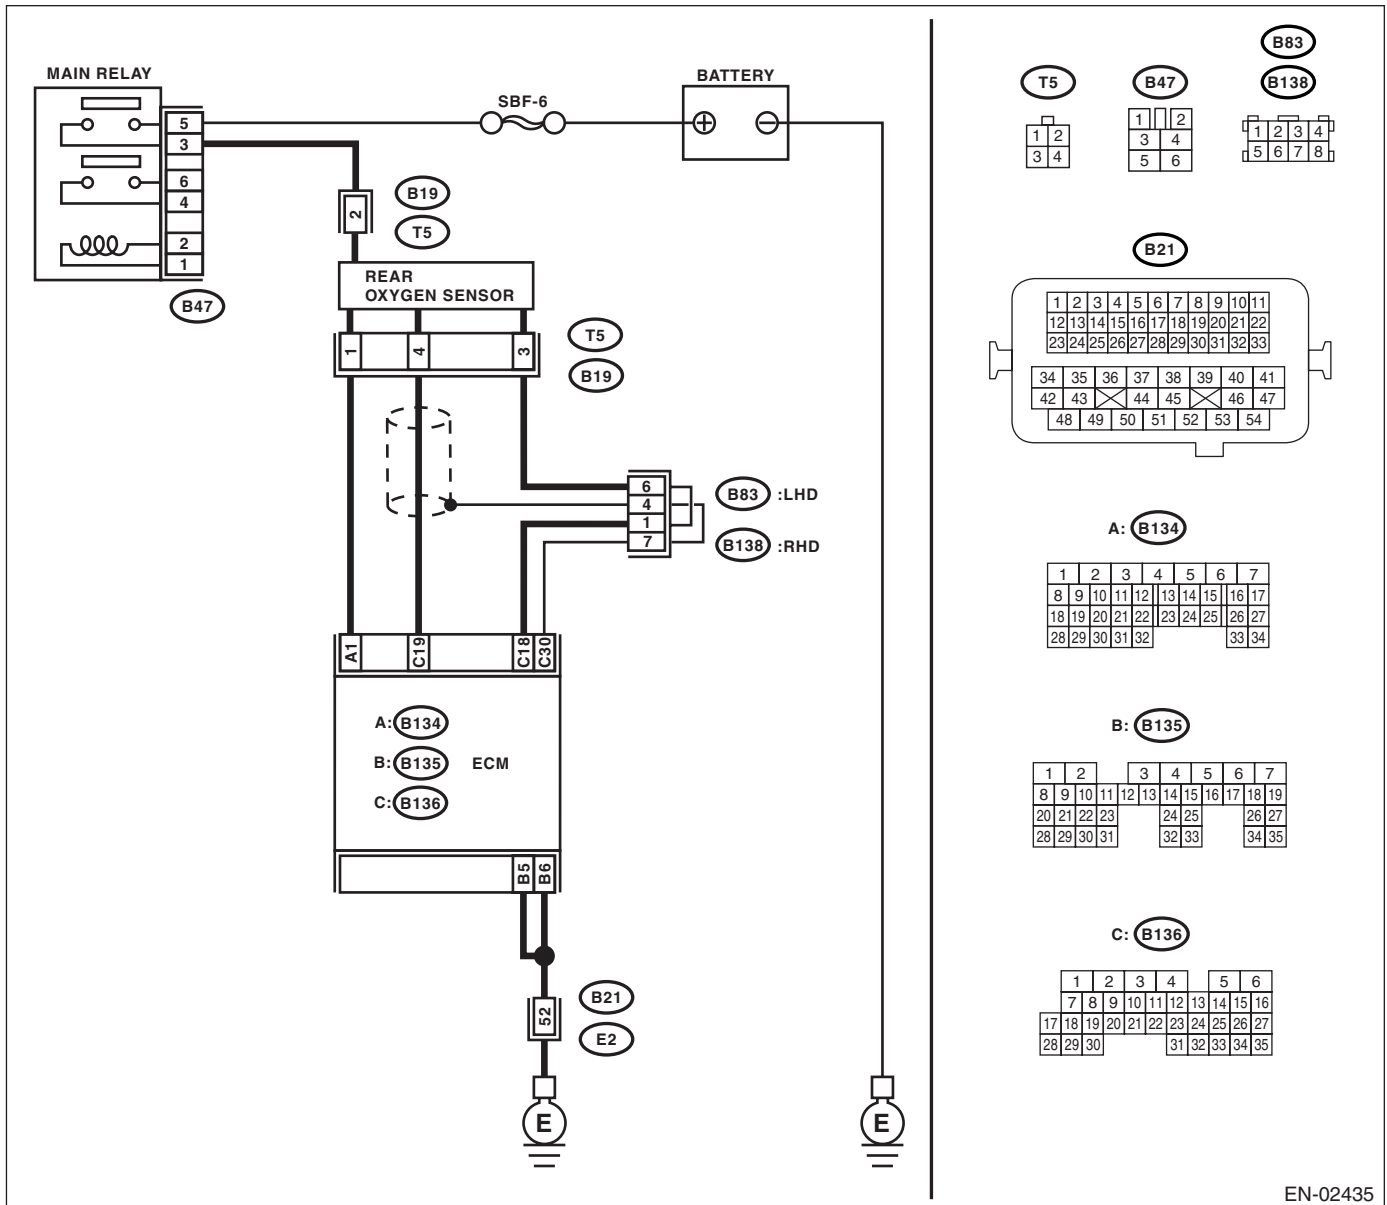 MAIN RELAY
5
3
6
4
2
1
B47
SBF-6
BATTERY
2
B19
T5
REAR
OXYGEN SENSOR
1 4 3
T5
B19
6
4
1
7
B83 :LHD
B138 :RHD
A1 C19 C18 C30
A: B134
B: B135 ECM
C: B136
B5 B6
52
B21
E2
E
E
T5
1 2
3 4
B47
1 2
3 4
5 6
B83
B138
1 2 3 4
5 6 7 8
B21
1 2 3 4 5 6 7 8 9 10 11
12 13 14 15 16 17 18 19 20 21 22
23 24 25 26 27 28 29 30 31 32 33
34 35 36 37 38 39 40 41
42 43 44 45 46 47
48 49 50 51 52 53 54
A: B134
1 2 3 4 5 6 7
8 9 10 11 12 13 14 15 16 17
18 19 20 21 22 23 24 25 26 27
28 29 30 31 32 33 34
B: B135
1 2 3 4 5 6 7
8 9 10 11 12 13 14 15 16 17 18 19
20 21 22 23 24 25 26 27
28 29 30 31 32 33 34 35
C: B136
1 2 3 4 5 6
7 8 9 10 11 12 13 14 15 16
17 18 19 20 21 22 23 24 25 26 27
28 29 30 31 32 33 34 35
EN-02435